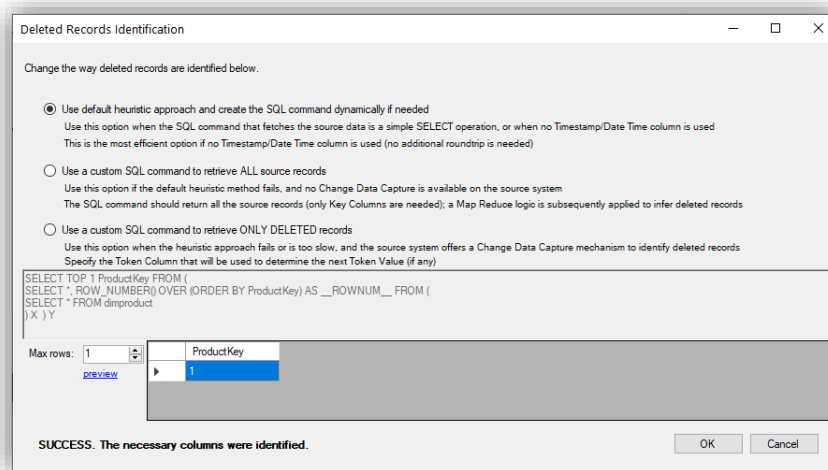 Deleted Records Identification
Change the way deleted records are identified below.
Use default heuristic approach and create the SQL command dynamically if needed
Use this option when the SQL command that fetches the source data is a simple SELECT operation, or when no Timestamp/Date Time column is used
This is the most efficient option if no Timestamp/Date Time column is used (no additional roundtrip is needed)
Use a custom SQL command to retrieve ALL source records
Use this option if the default heuristic method fails, and no Change Data Capture is available on the source system
The SQL command should return all the source records (only Key Columns are needed); a Map Reduce logic is subsequently applied to infer deleted records
Use a custom SQL command to retrieve ONLY DELETED records
Use this option when the heuristic approach fails or is too slow, and the source system offers a Change Data Capture mechanism to identify deleted records
Specify the Token Column that will be used to determine the next Token Value (if any)
SELECT TOP 1 ProductKey FROM (
SELECT *, ROW_NUMBER() OVER (ORDER BY ProductKey) AS __ROWNUM__ FROM (
SELECT * FROM dimproduct
) X ) Y
Max rows: 1
ProductKey
preview
1
SUCCESS. The necessary columns were identified.
OK
Cancel